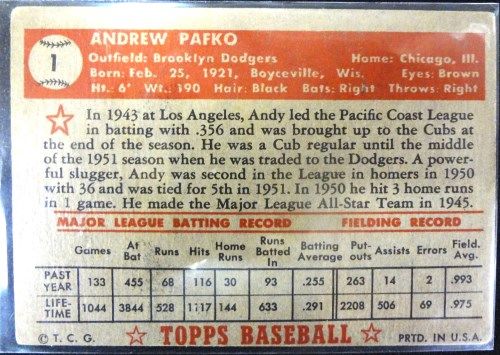 1
ANDREW PAFKO
Outfield: Brooklyn Dodgers Home: Chicago, Ill.
Born: Feb. 25, 1921, Boyceville, Wis. Eyes: Brown
Ht. 6' Wt. 190 Hair: Black Bats: Right Throws: Right
In 1943 at Los Angeles, Andy led the Pacific Coast League
in batting with .356 and was brought up to the Cubs at
the end of the season. He was a Cub regular until the middle
of the 1951 season when he was traded to the Dodgers. A power-
ful slugger, Andy was second in the League in homers in 1950
with 36 and was tied for 5th in 1951. In 1950 he hit 3 home runs
in 1 game. He made the Major League All-Star Team in 1945.
MAJOR LEAGUE BATTING RECORD FIELDING RECORD
Games At Bat Runs Hits Home Runs Runs Batted In Batting Average Put-outs Assists Errors Field. Avg.
PAST YEAR 133 455 68 116 30 93 .255 263 14 2 .993
LIFE-TIME 1044 3844 528 1117 144 633 .291 2208 506 69 .975
© T. C. G. TOPPS BASEBALL PRTD. IN U.S.A.